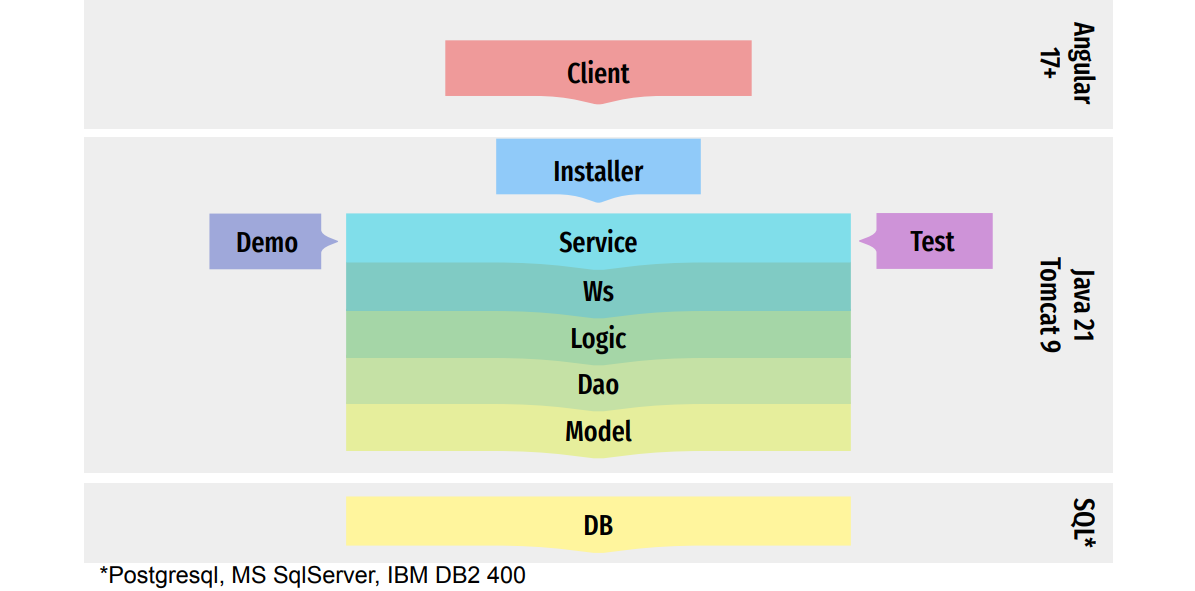 Client
Angular
17+
Installer
Demo
Service
Test
Ws
Logic
Dao
Model
Java 21
Tomcat 9
DB
SQL*
*Postgresql, MS SqlServer, IBM DB2 400